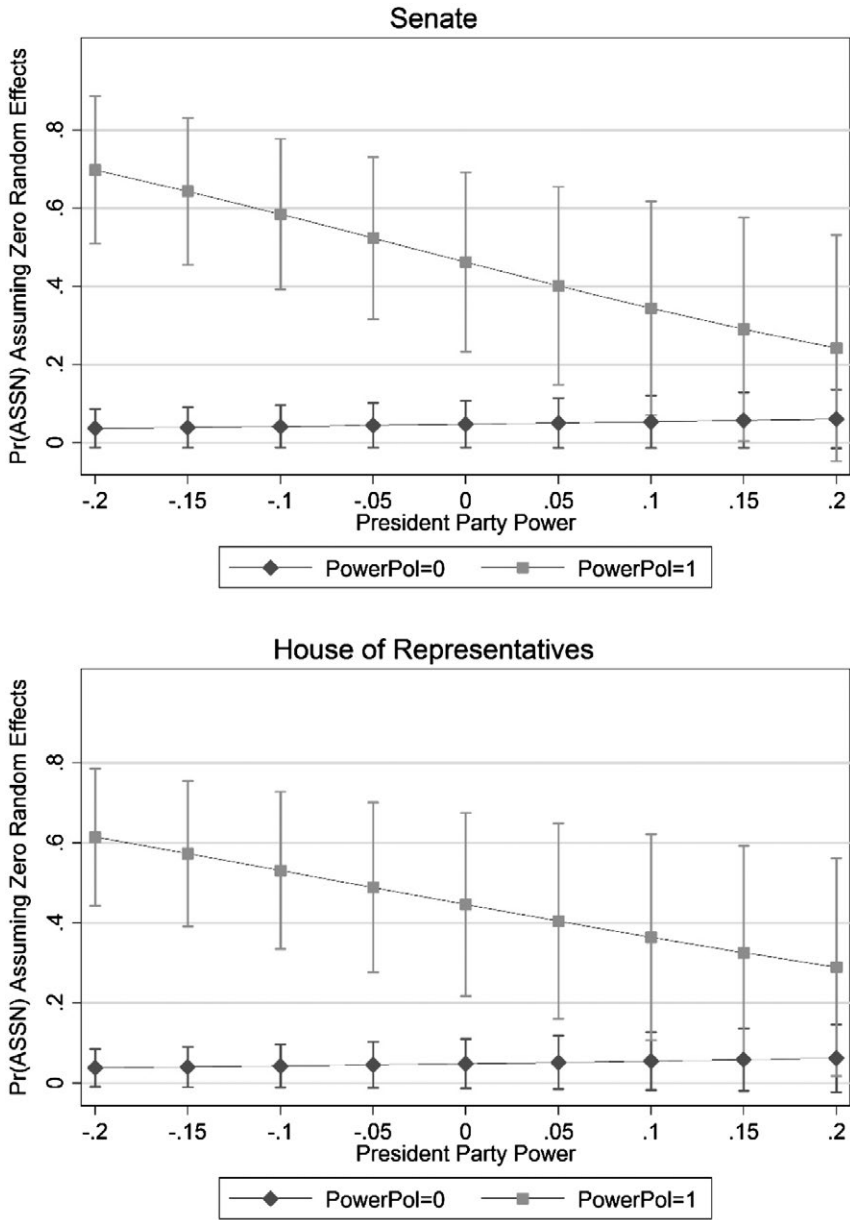 Senate
Pr(ASSN) Assuming Zero Random Effects
.8
.6
.4
.2
0
-.2 -.15 -.1 -.05 0 .05 .1 .15 .2
President Party Power
PowerPol=0 PowerPol=1
House of Representatives
Pr(ASSN) Assuming Zero Random Effects
.8
.6
.4
.2
0
-.2 -.15 -.1 -.05 0 .05 .1 .15 .2
President Party Power
PowerPol=0 PowerPol=1